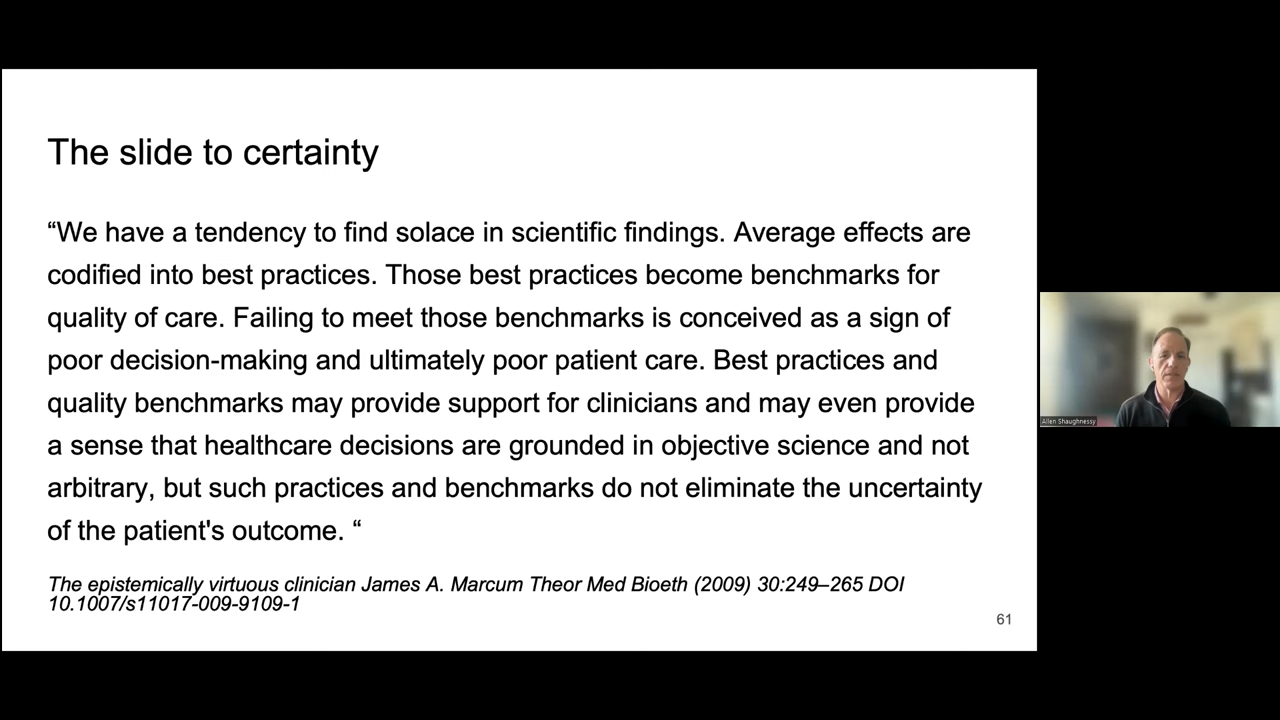 The slide to certainty
“We have a tendency to find solace in scientific findings. Average effects are
codified into best practices. Those best practices become benchmarks for
quality of care. Failing to meet those benchmarks is conceived as a sign of
poor decision-making and ultimately poor patient care. Best practices and
quality benchmarks may provide support for clinicians and may even provide
a sense that healthcare decisions are grounded in objective science and not
arbitrary, but such practices and benchmarks do not eliminate the uncertainty
of the patient's outcome. “
The epistemically virtuous clinician James A. Marcum Theor Med Bioeth (2009) 30:249–265 DOI
10.1007/s11017-009-9109-1
61
Allen Shaughnessy